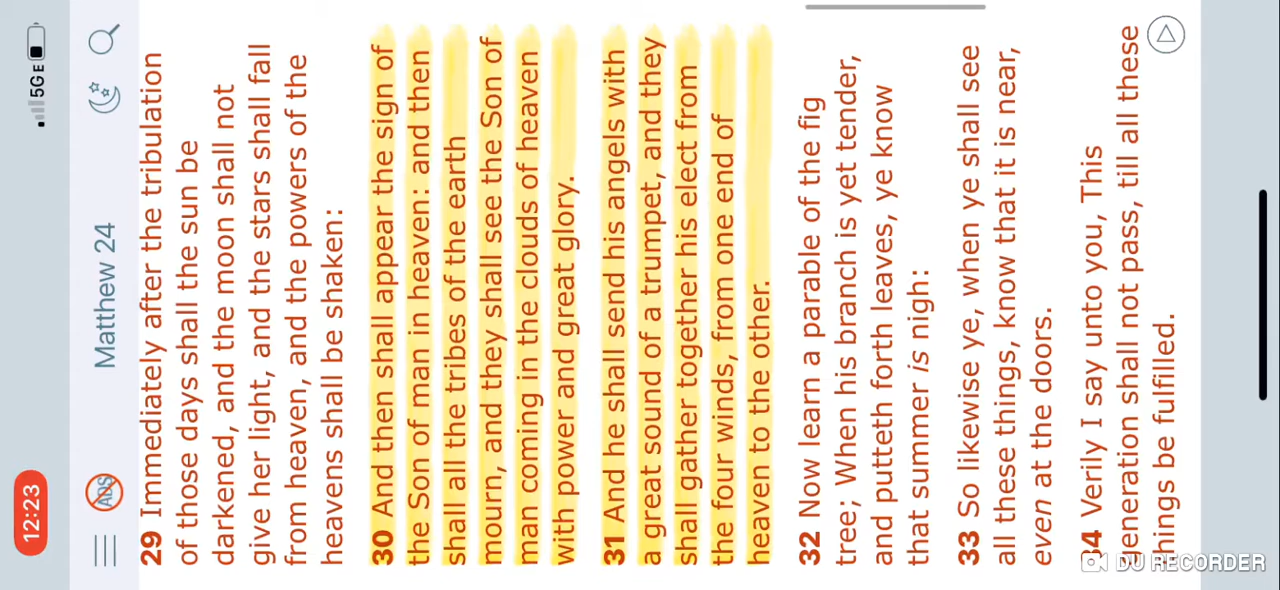 12:23
5GE
ADS
Matthew 24
29 Immediately after the tribulation
of those days shall the sun be
darkened, and the moon shall not
give her light, and the stars shall fall
from heaven, and the powers of the
heavens shall be shaken:
30 And then shall appear the sign of
the Son of man in heaven: and then
shall all the tribes of the earth
mourn, and they shall see the Son of
man coming in the clouds of heaven
with power and great glory.
31 And he shall send his angels with
a great sound of a trumpet, and they
shall gather together his elect from
the four winds, from one end of
heaven to the other.
32 Now learn a parable of the fig
tree; When his branch is yet tender,
and putteth forth leaves, ye know
that summer is nigh:
33 So likewise ye, when ye shall see
all these things, know that it is near,
even at the doors.
34 Verily I say unto you, This
generation shall not pass, till all these
things be fulfilled.
DU RECORDER